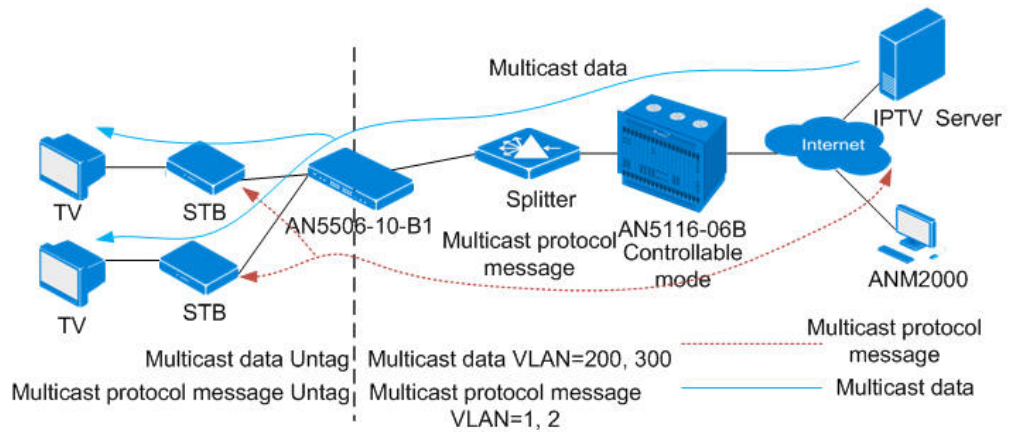 Multicast data
IPTV Server
Internet
TV
STB
AN5506-10-B1
Splitter
AN5116-06B
Controllable
mode
Multicast protocol
message
ANM2000
TV
STB
Multicast protocol
message
Multicast data
Multicast data Untag
Multicast protocol message Untag
Multicast data VLAN=200, 300
Multicast protocol message
VLAN=1, 2